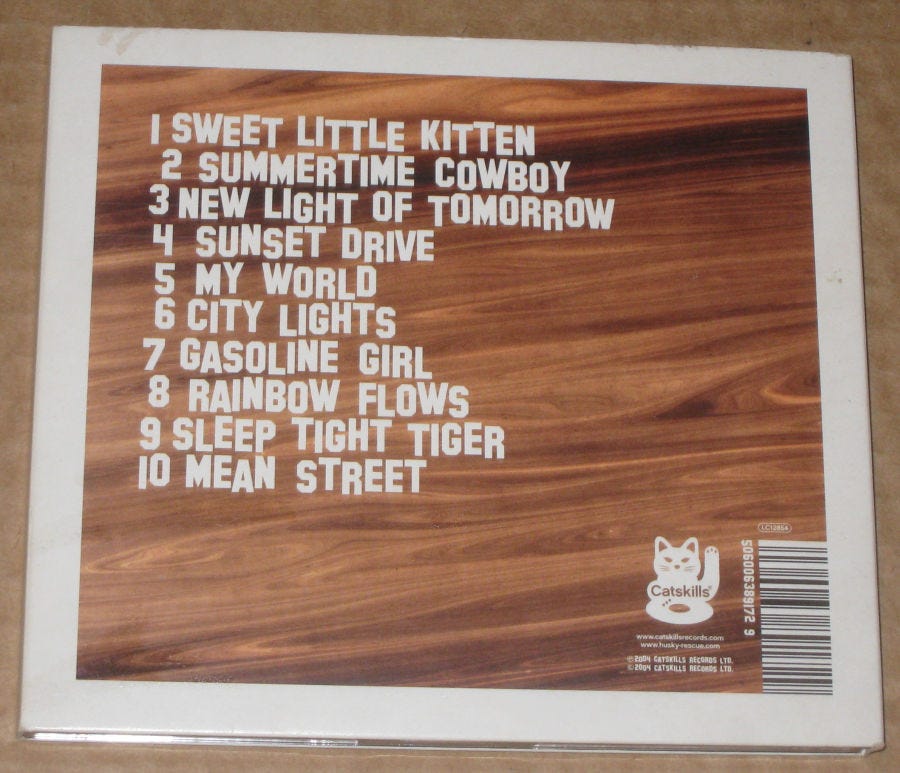 1 SWEET LITTLE KITTEN
2 SUMMERTIME COWBOY
3 NEW LIGHT OF TOMORROW
4 SUNSET DRIVE
5 MY WORLD
6 CITY LIGHTS
7 GASOLINE GIRL
8 RAINBOW FLOWS
9 SLEEP TIGHT TIGER
10 MEAN STREET
LC12854
5060063891729
Catskills
www.catskillsrecords.com
www.husky-rescue.com
℗2004 CATSKILLS RECORDS LTD.
©2004 CATSKILLS RECORDS LTD.